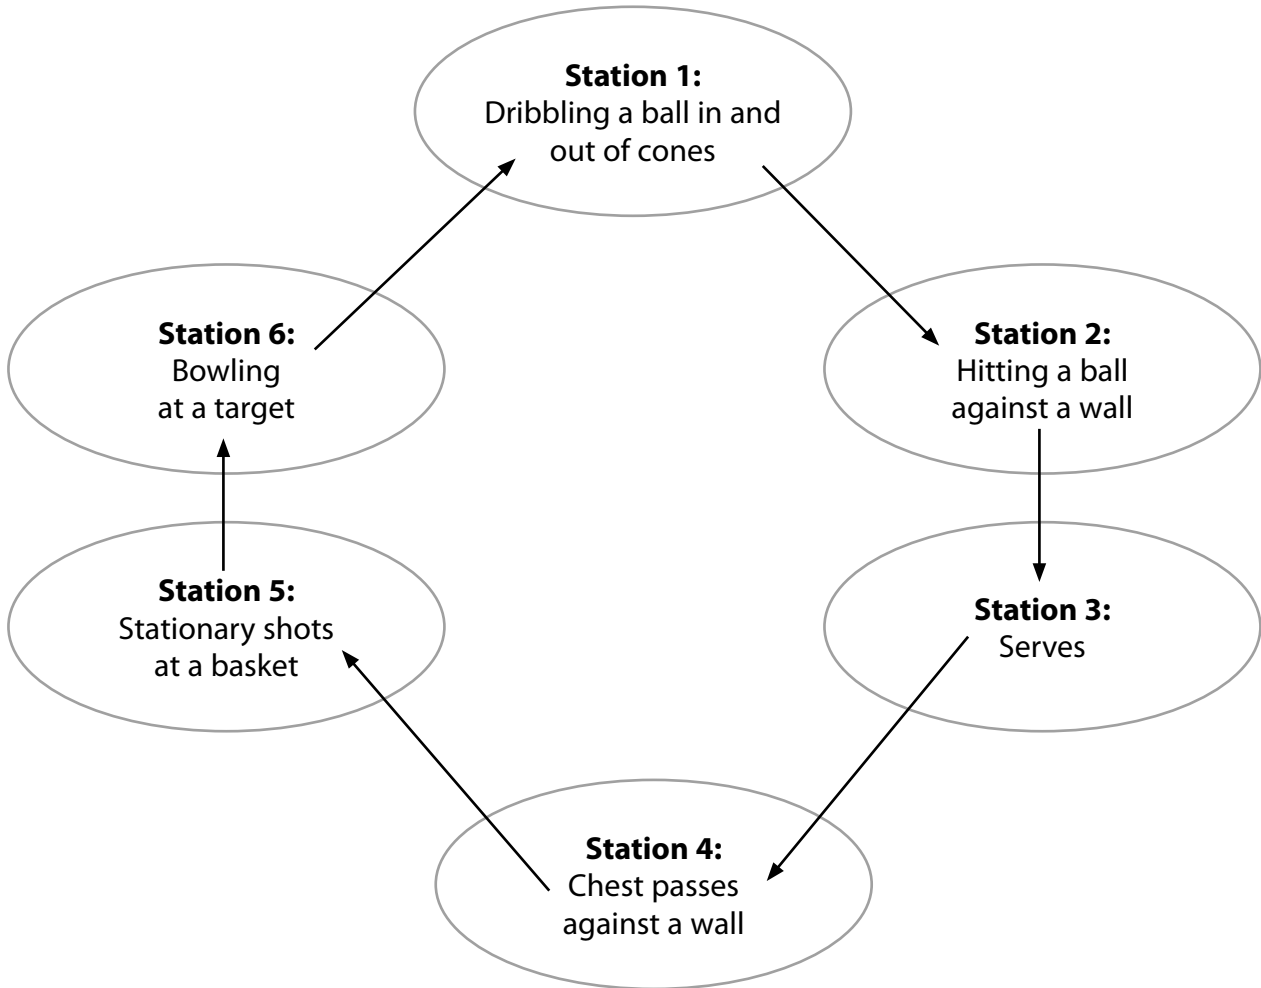 Station 1:
Dribbling a ball in and
out of cones
Station 2:
Hitting a ball
against a wall
Station 3:
Serves
Station 4:
Chest passes
against a wall
Station 5:
Stationary shots
at a basket
Station 6:
Bowling
at a target